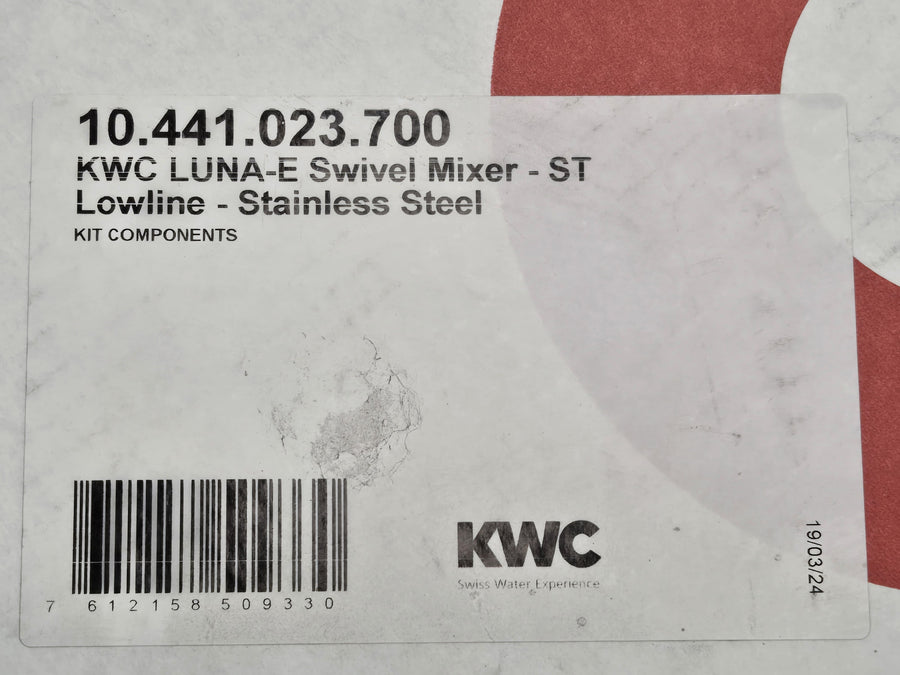 10.441.023.700
KWC LUNA-E Swivel Mixer - ST
Lowline - Stainless Steel
KIT COMPONENTS
7 612158 509330
KWC
Swiss Water Experience
19/03/24